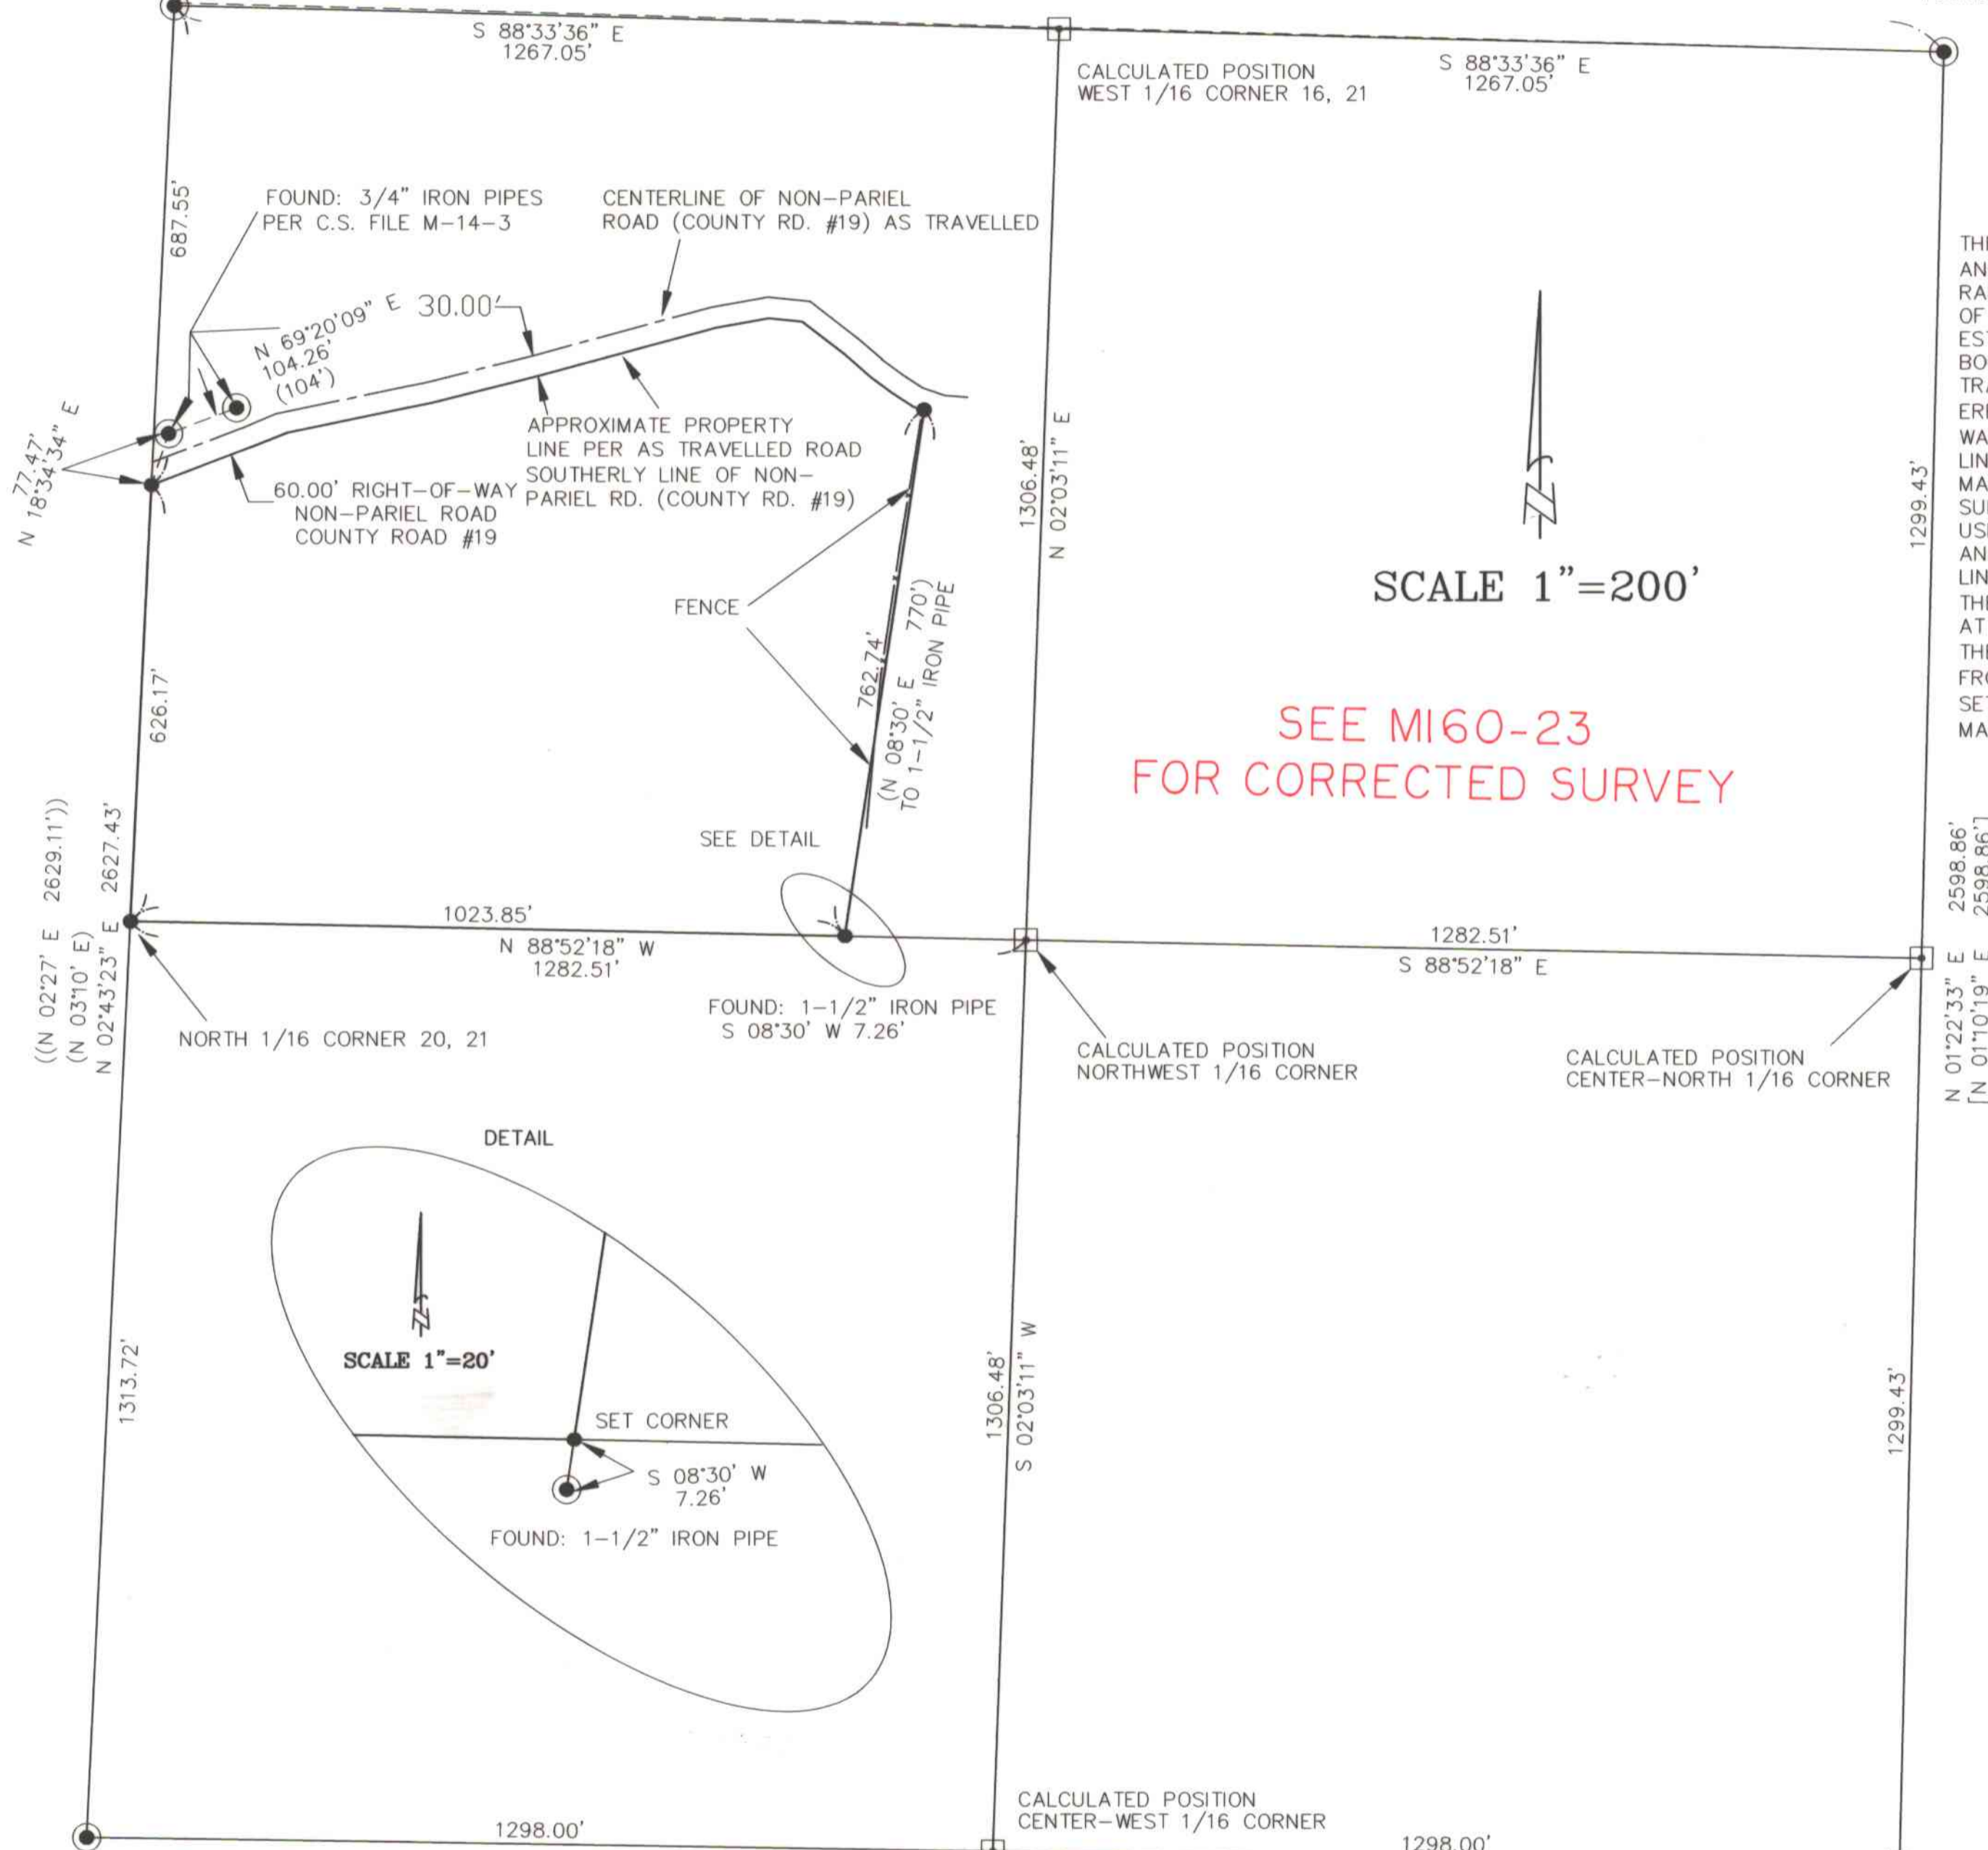 S 88°33'36" E
1267.05'
S 88°33'36" E
1267.05'
CALCULATED POSITION
WEST 1/16 CORNER 16, 21
687.55'
FOUND: 3/4" IRON PIPES
PER C.S. FILE M-14-3
CENTERLINE OF NON-PARIEL
ROAD (COUNTY RD. #19) AS TRAVELLED
N 69°20'09" E
104.26'
(104')
30.00'
77.47'
N 18°34'34" E
APPROXIMATE PROPERTY
LINE PER AS TRAVELLED ROAD
SOUTHERLY LINE OF NON-
PARIEL RD. (COUNTY RD. #19)
60.00' RIGHT-OF-WAY
NON-PARIEL ROAD
COUNTY ROAD #19
1306.48'
N 02°03'11" E
1299.43'
SCALE 1"=200'
FENCE
762.74'
(N 08°30' E 770')
TO 1-1/2" IRON PIPE
626.17'
SEE MI60-23
FOR CORRECTED SURVEY
SEE DETAIL
((N 02°27' E 2629.11'))
(N 03°10' E)
N 02°43'23" E 2627.43'
1023.85'
N 88°52'18" W
1282.51'
1282.51'
S 88°52'18" E
N 01°22'33" E 2598.86'
[N 01°10'19" E 2598.86']
FOUND: 1-1/2" IRON PIPE
S 08°30' W 7.26'
NORTH 1/16 CORNER 20, 21
CALCULATED POSITION
NORTHWEST 1/16 CORNER
CALCULATED POSITION
CENTER-NORTH 1/16 CORNER
DETAIL
SCALE 1"=20'
SET CORNER
S 08°30' W
7.26'
FOUND: 1-1/2" IRON PIPE
1313.72'
1306.48'
S 02°03'11" W
1299.43'
CALCULATED POSITION
CENTER-WEST 1/16 CORNER
1298.00'
1298.00'